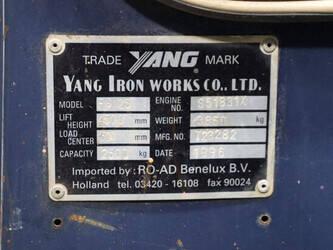 TRADE YANG MARK
YANG IRON WORKS CO., LTD.
MODEL ENGINE NO.
LIFT HEIGHT mm WEIGHT kg
LOAD CENTER mm MFG. NO.
CAPACITY kg DATE 1996
Imported by: RO-AD Benelux B.V.
Holland tel. 03420 - 16108 fax 90024